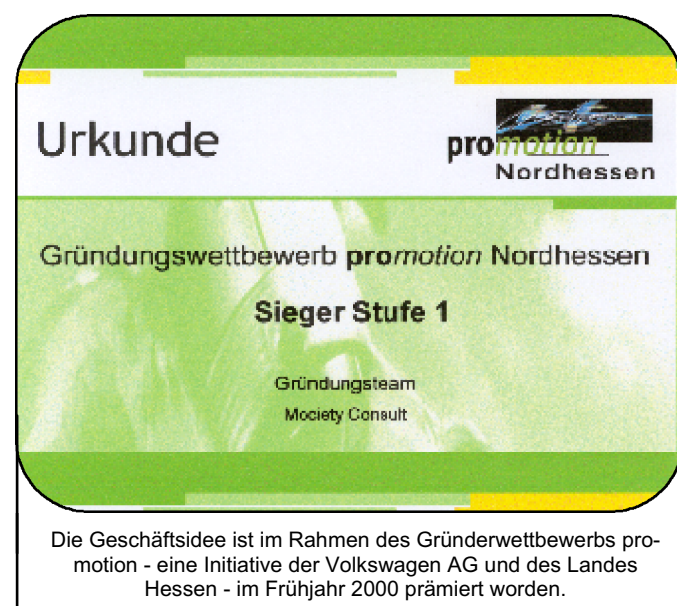 Urkunde
promotion
Nordhessen
Gründungswettbewerb promotion Nordhessen
Sieger Stufe 1
Gründungsteam
Mociety Consult
Die Geschäftsidee ist im Rahmen des Gründerwettbewerbs pro-
motion - eine Initiative der Volkswagen AG und des Landes
Hessen - im Frühjahr 2000 prämiert worden.